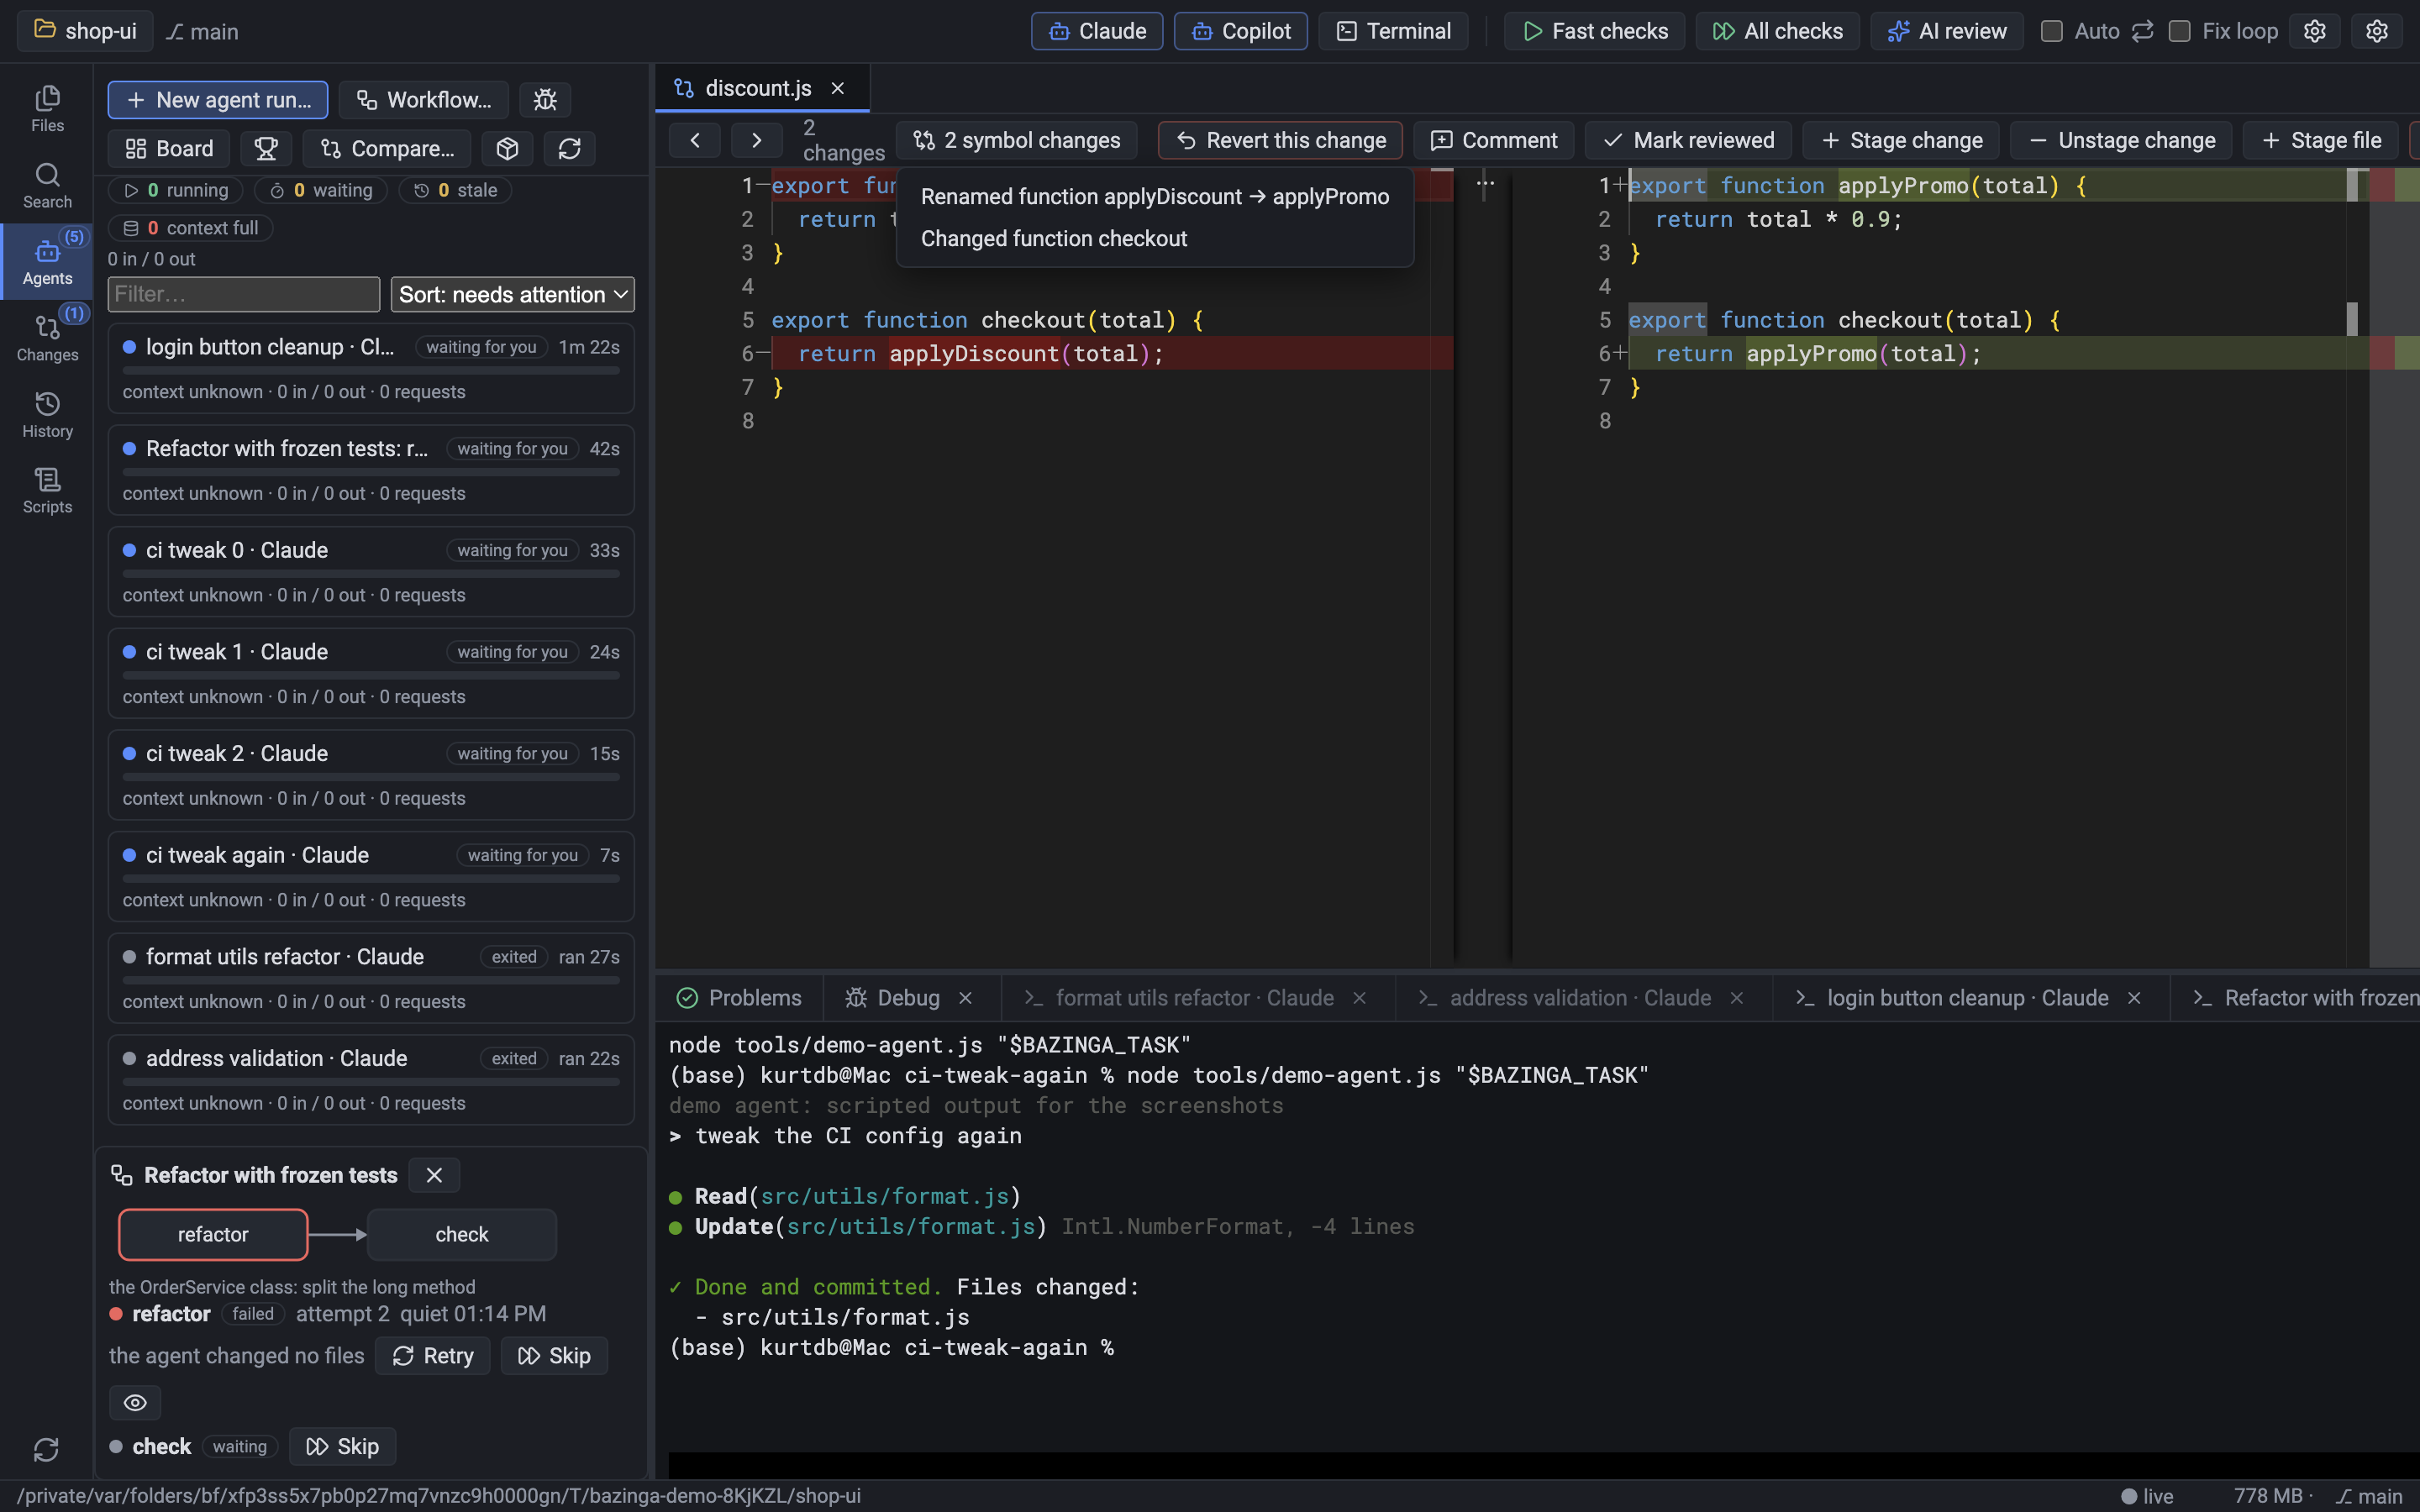 shop-ui main Claude Copilot Terminal Fast checks All checks AI review Auto Fix loop
Files
Search
(5)
Agents
(1)
Changes
History
Scripts
New agent run...
Workflow...
Board
Compare...
0 running 0 waiting 0 stale
0 context full
0 in / 0 out
Filter...
Sort: needs attention
login button cleanup · Cl... waiting for you 1m 22s
context unknown · 0 in / 0 out · 0 requests
Refactor with frozen tests: r... waiting for you 42s
context unknown · 0 in / 0 out · 0 requests
ci tweak 0 · Claude waiting for you 33s
context unknown · 0 in / 0 out · 0 requests
ci tweak 1 · Claude waiting for you 24s
context unknown · 0 in / 0 out · 0 requests
ci tweak 2 · Claude waiting for you 15s
context unknown · 0 in / 0 out · 0 requests
ci tweak again · Claude waiting for you 7s
context unknown · 0 in / 0 out · 0 requests
format utils refactor · Claude exited ran 27s
context unknown · 0 in / 0 out · 0 requests
address validation · Claude exited ran 22s
context unknown · 0 in / 0 out · 0 requests
Refactor with frozen tests
refactor check
the OrderService class: split the long method
refactor failed attempt 2 quiet 01:14 PM
the agent changed no files Retry Skip
check waiting Skip
discount.js
2 changes 2 symbol changes Revert this change Comment Mark reviewed Stage change Unstage change Stage file
Renamed function applyDiscount → applyPromo
Changed function checkout
1 export fun
2 return t
3 }
4
5 export function checkout(total) {
6 return applyDiscount(total);
7 }
8
1+ export function applyPromo(total) {
2 return total * 0.9;
3 }
4
5 export function checkout(total) {
6+ return applyPromo(total);
7 }
8
Problems Debug format utils refactor · Claude address validation · Claude login button cleanup · Claude Refactor with frozen
node tools/demo-agent.js "$BAZINGA_TASK"
(base) kurtdb@Mac ci-tweak-again % node tools/demo-agent.js "$BAZINGA_TASK"
demo agent: scripted output for the screenshots
> tweak the CI config again
Read(src/utils/format.js)
Update(src/utils/format.js) Intl.NumberFormat, -4 lines
✓ Done and committed. Files changed:
- src/utils/format.js
(base) kurtdb@Mac ci-tweak-again %
/private/var/folders/bf/xfp3ss5x7pb0p27mq7vnzc9h0000gn/T/bazinga-demo-8KjKZL/shop-ui live 778 MB · main